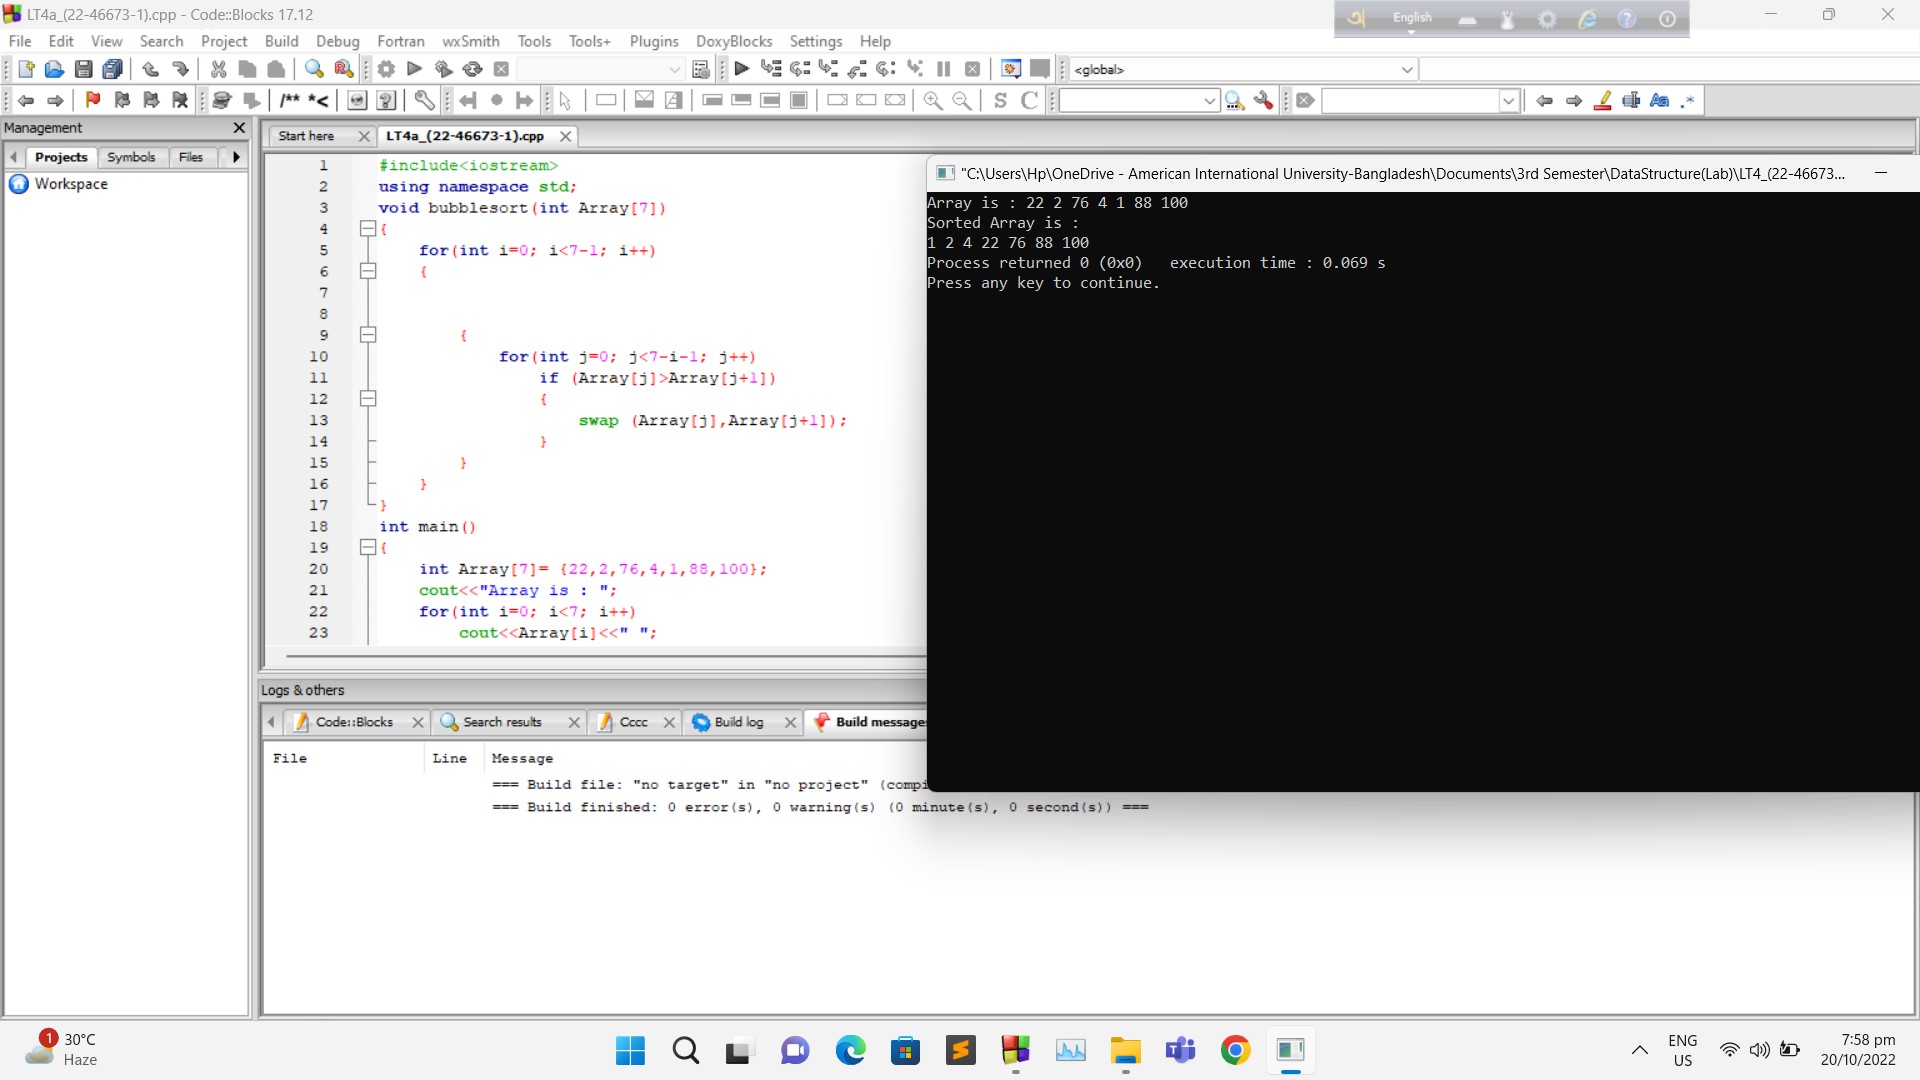 LT4a_(22-46673-1).cpp - Code::Blocks 17.12
English
File Edit View Search Project Build Debug Fortran wxSmith Tools Tools+ Plugins DoxyBlocks Settings Help
<global>
/** *<
S C
Aa .*
Management
Projects Symbols Files
Workspace
Start here
LT4a_(22-46673-1).cpp
1 #include<iostream>
2 using namespace std;
3 void bubblesort(int Array[7])
4 {
5 for(int i=0; i<7-1; i++)
6 {
7
8
9 {
10 for(int j=0; j<7-i-1; j++)
11 if (Array[j]>Array[j+1])
12 {
13 swap (Array[j],Array[j+1]);
14 }
15 }
16 }
17 }
18 int main()
19 {
20 int Array[7]= {22,2,76,4,1,88,100};
21 cout<<"Array is : ";
22 for(int i=0; i<7; i++)
23 cout<<Array[i]<<" ";
"C:\Users\Hp\OneDrive - American International University-Bangladesh\Documents\3rd Semester\DataStructure(Lab)\LT4_(22-46673...
Array is : 22 2 76 4 1 88 100
Sorted Array is :
1 2 4 22 76 88 100
Process returned 0 (0x0)   execution time : 0.069 s
Press any key to continue.
Logs & others
Code::Blocks Search results Cccc Build log Build messages
File Line Message
=== Build file: "no target" in "no project" (compi
=== Build finished: 0 error(s), 0 warning(s) (0 minute(s), 0 second(s)) ===
1
30°C
Haze
ENG
US
7:58 pm
20/10/2022